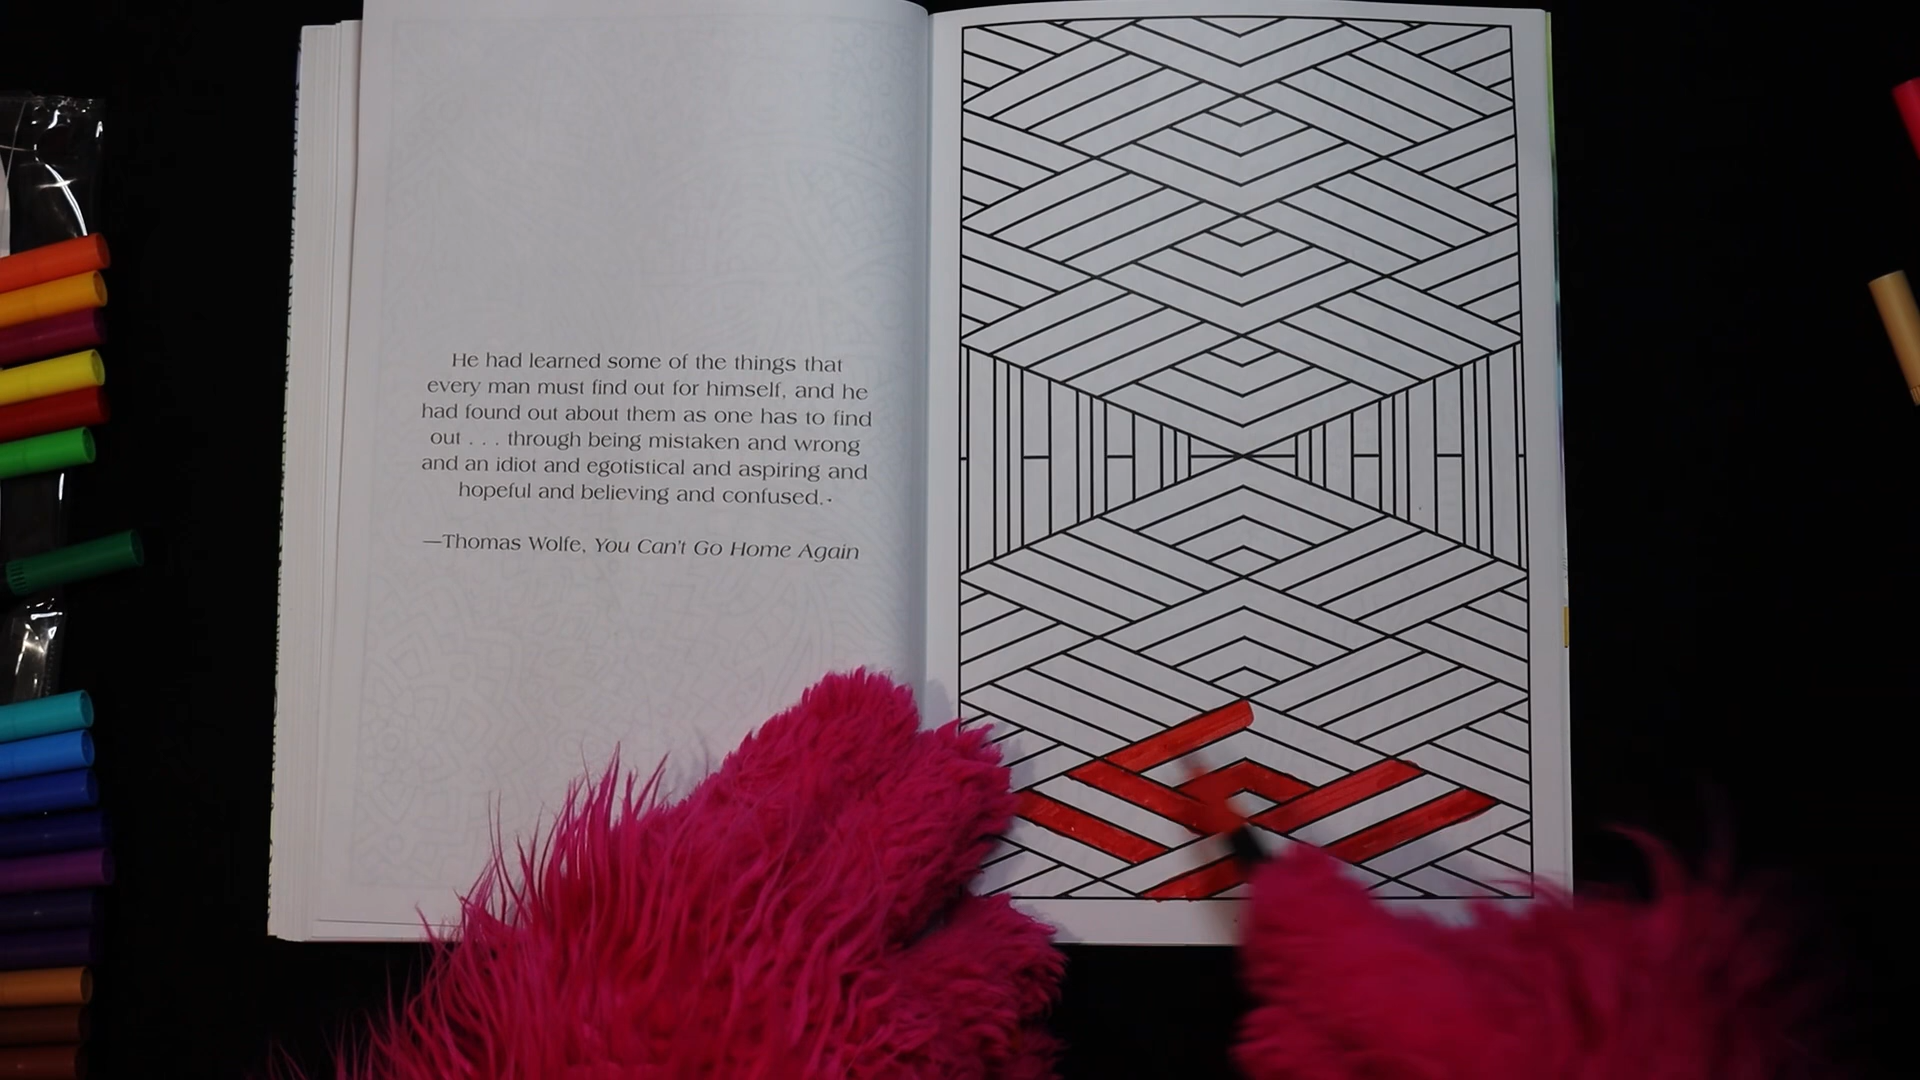 He had learned some of the things that
every man must find out for himself, and he
had found out about them as one has to find
out . . . through being mistaken and wrong
and an idiot and egotistical and aspiring and
hopeful and believing and confused.
—Thomas Wolfe, You Can't Go Home Again